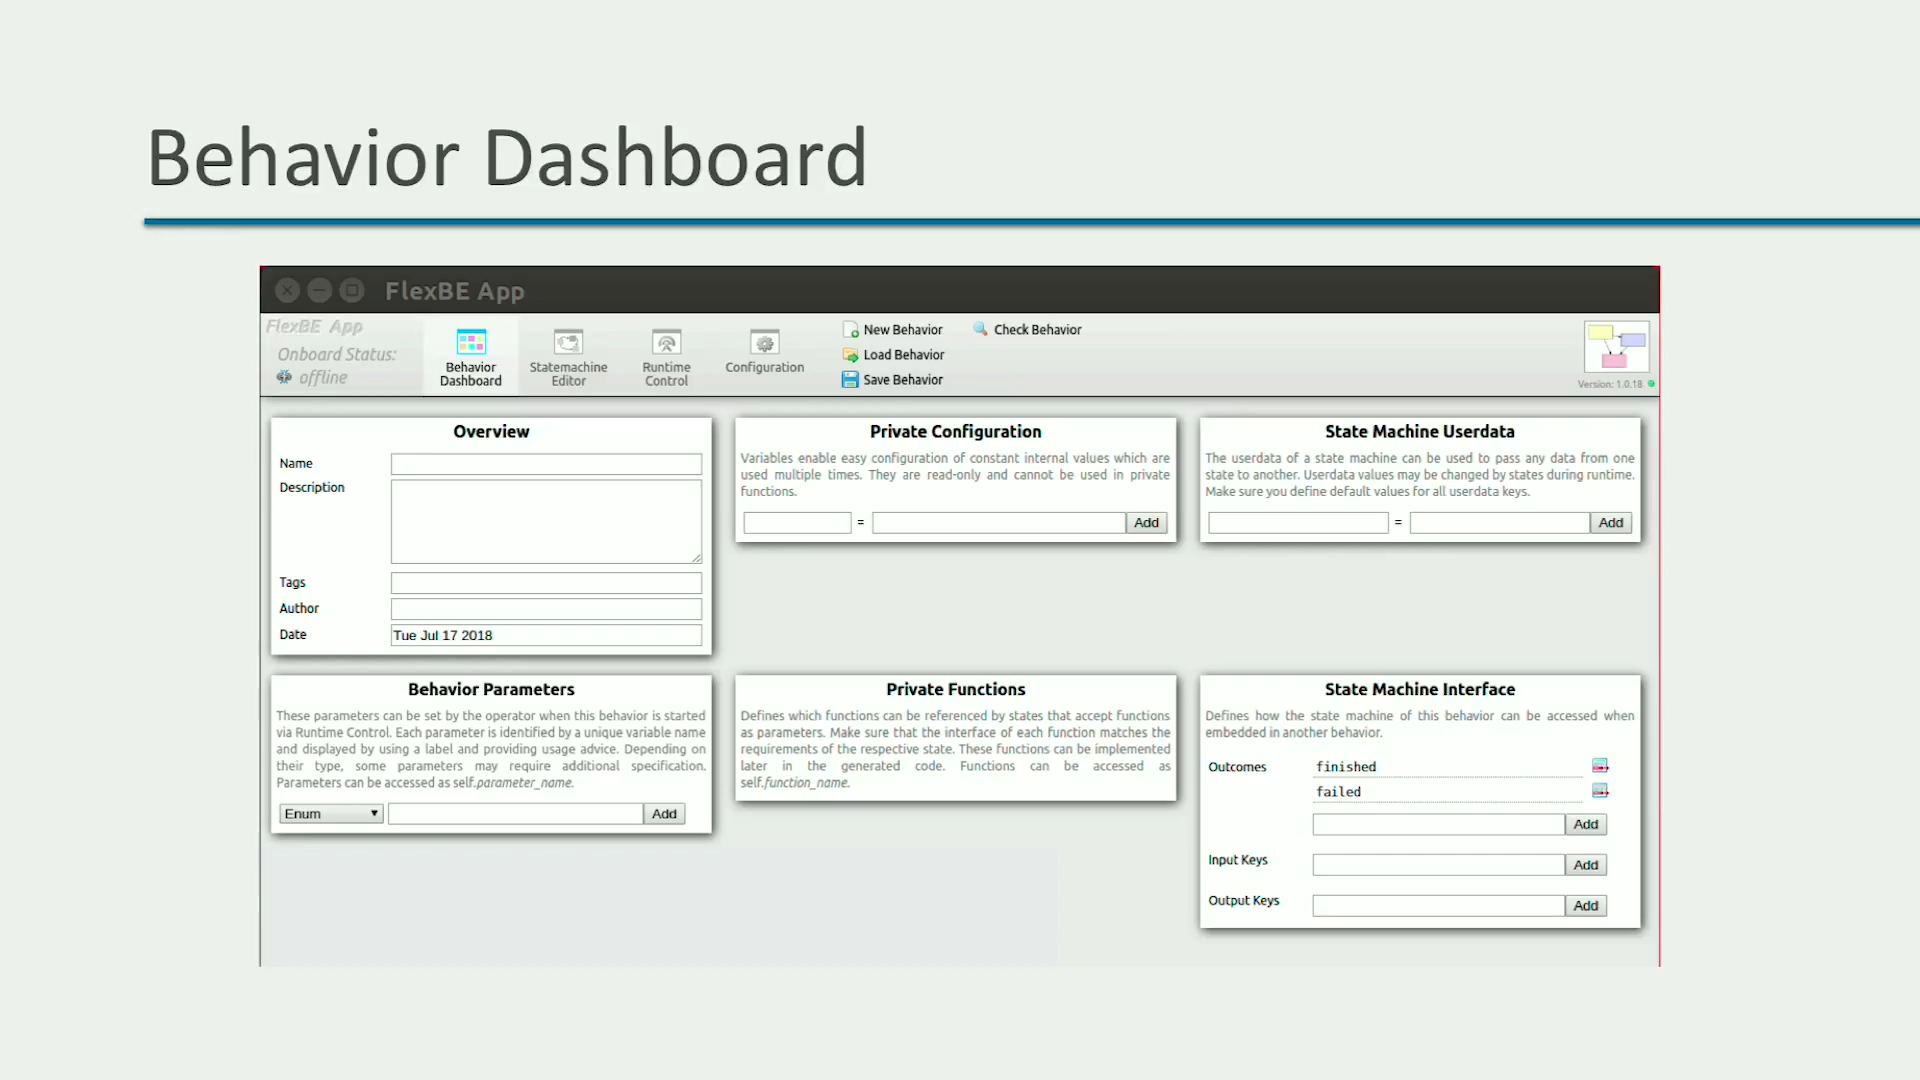 Behavior Dashboard
FlexBE App
FlexBE App
Onboard Status:
offline
Behavior
Dashboard
Statemachine
Editor
Runtime
Control
Configuration
New Behavior
Load Behavior
Save Behavior
Check Behavior
Version: 1.0.18
Overview
Name
Description
Tags
Author
Date
Tue Jul 17 2018
Private Configuration
Variables enable easy configuration of constant internal values which are
used multiple times. They are read-only and cannot be used in private
functions.
= Add
State Machine Userdata
The userdata of a state machine can be used to pass any data from one
state to another. Userdata values may be changed by states during runtime.
Make sure you define default values for all userdata keys.
= Add
Behavior Parameters
These parameters can be set by the operator when this behavior is started
via Runtime Control. Each parameter is identified by a unique variable name
and displayed by using a label and providing usage advice. Depending on
their type, some parameters may require additional specification.
Parameters can be accessed as self.parameter_name.
Enum Add
Private Functions
Defines which functions can be referenced by states that accept functions
as parameters. Make sure that the interface of each function matches the
requirements of the respective state. These functions can be implemented
later in the generated code. Functions can be accessed as
self.function_name.
State Machine Interface
Defines how the state machine of this behavior can be accessed when
embedded in another behavior.
Outcomes finished
failed
Add
Input Keys Add
Output Keys Add